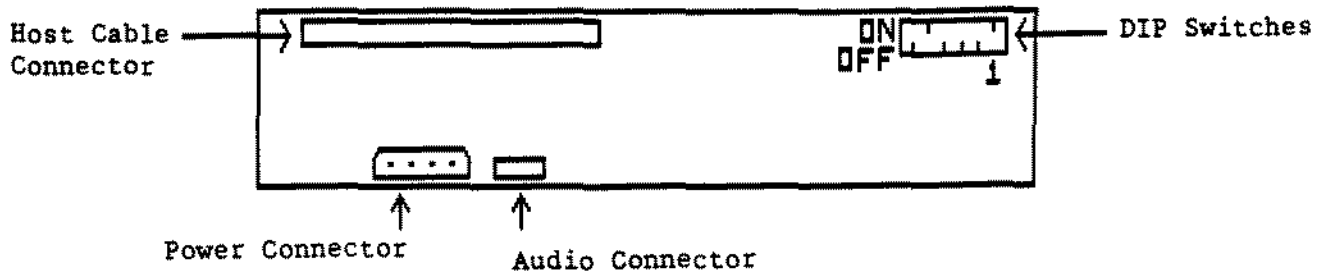 Host Cable
Connector
ON
OFF
1
DIP Switches
Power Connector
Audio Connector